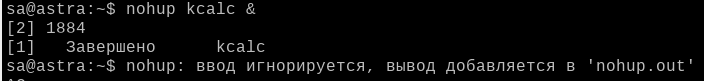 sa@astra:~$ nohup kcalc &
[2] 1884
[1]   Завершено      kcalc
sa@astra:~$ nohup: ввод игнорируется, вывод добавляется в 'nohup.out'